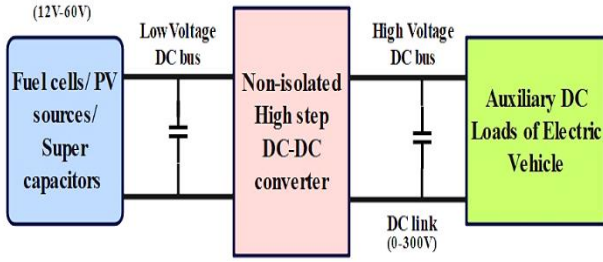 (12V-60V)
Fuel cells/ PV
sources/
Super
capacitors
Low Voltage
DC bus
Non-isolated
High step
DC-DC
converter
High Voltage
DC bus
DC link
(0-300V)
Auxiliary DC
Loads of Electric
Vehicle